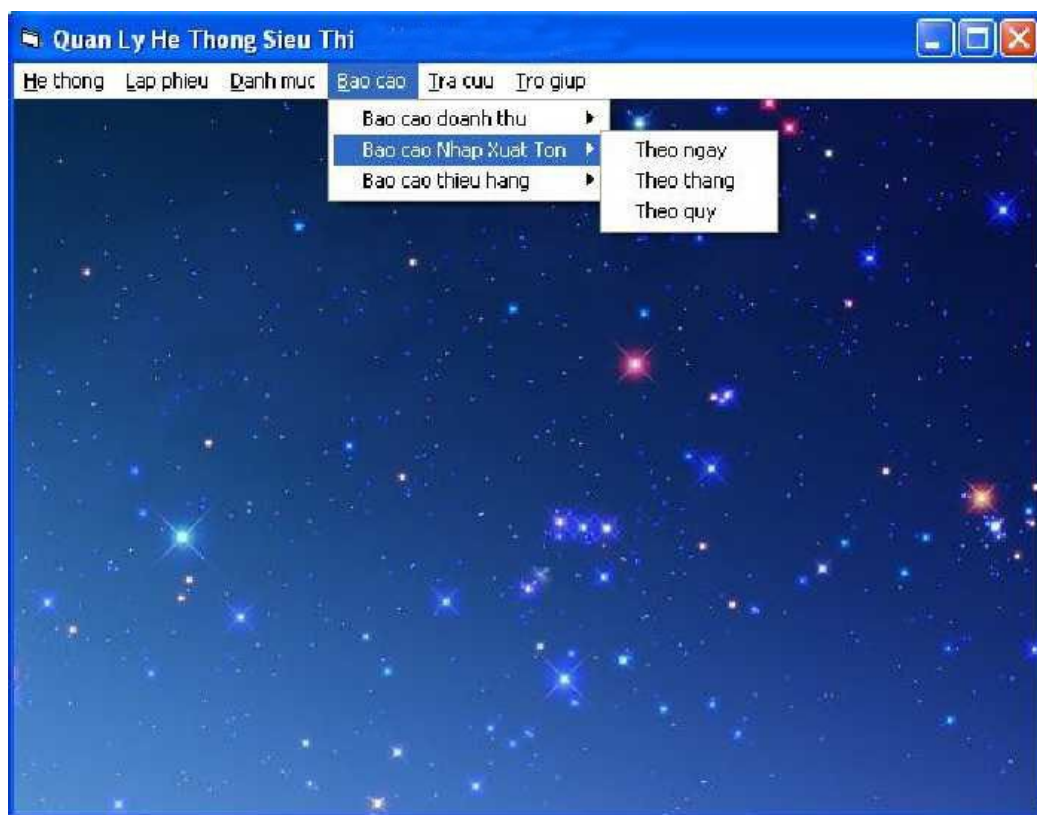 Quan Ly He Thong Sieu Thi
He thong Lap phieu Danh muc Bao cao Tra cuu Tro giup
Bao cao doanh thu
Bao cao Nhap Xuat Ton Theo ngay
Bao cao thieu hang Theo thang
Theo quy